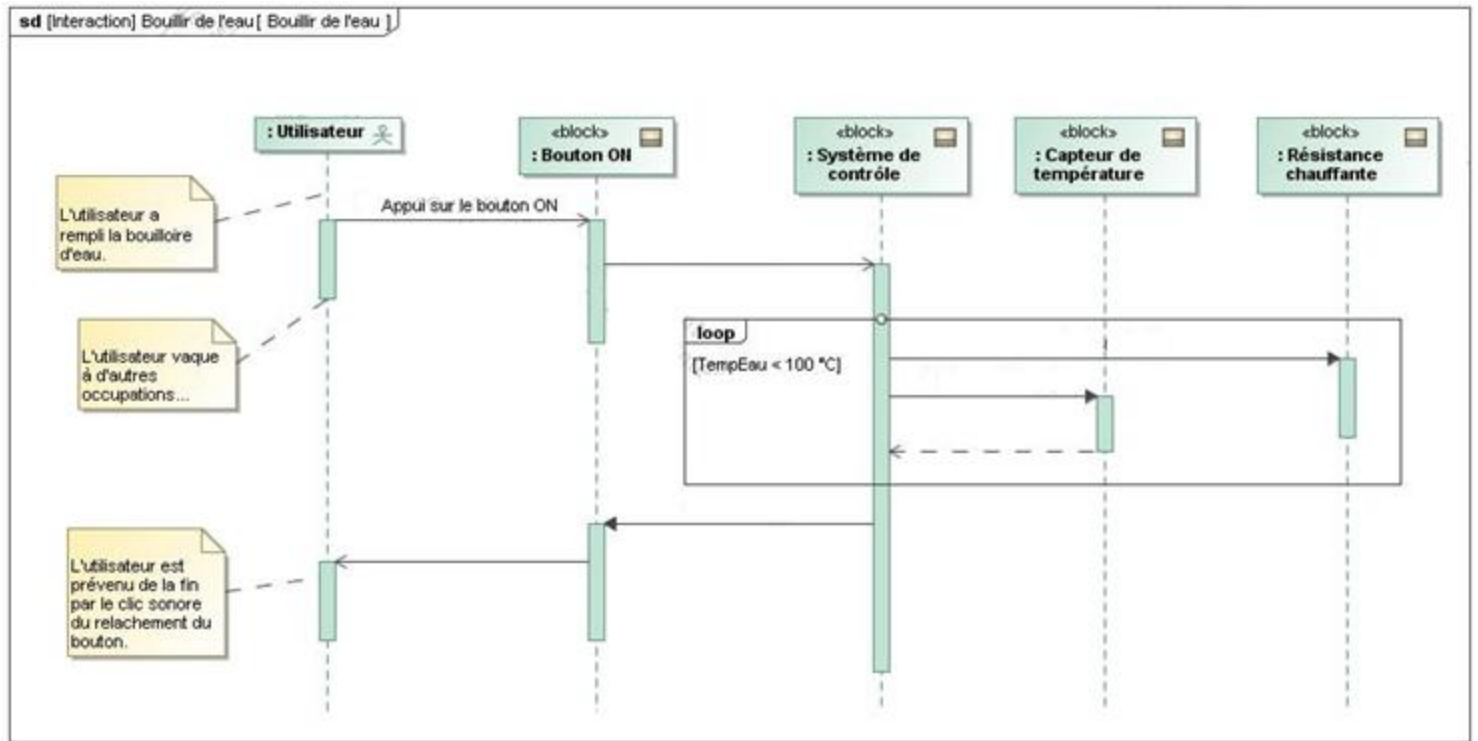 sd [Interaction] Bouillir de l'eau [ Bouillir de l'eau ]
: Utilisateur
«block»
: Bouton ON
«block»
: Système de
contrôle
«block»
: Capteur de
température
«block»
: Résistance
chauffante
L'utilisateur a
rempli la bouilloire
d'eau.
Appui sur le bouton ON
L'utilisateur vaque
à d'autres
occupations...
loop
[TempEau < 100 °C]
L'utilisateur est
prévenu de la fin
par le clic sonore
du relachement du
bouton.